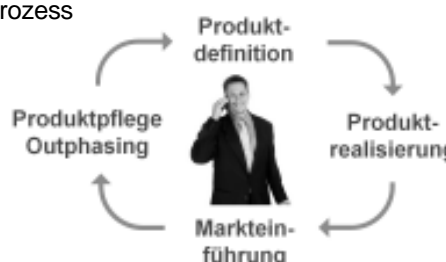 rozess
Produkt-
definition
Produktpflege
Outphasing
Produkt-
realisierung
Marktein-
führung